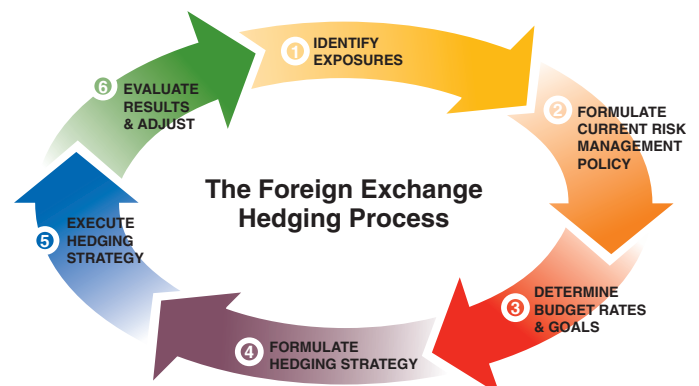 The Foreign Exchange
Hedging Process
1 IDENTIFY
EXPOSURES
2 FORMULATE
CURRENT RISK
MANAGEMENT
POLICY
3 DETERMINE
BUDGET RATES
& GOALS
4 FORMULATE
HEDGING STRATEGY
5 EXECUTE
HEDGING
STRATEGY
6 EVALUATE
RESULTS
& ADJUST